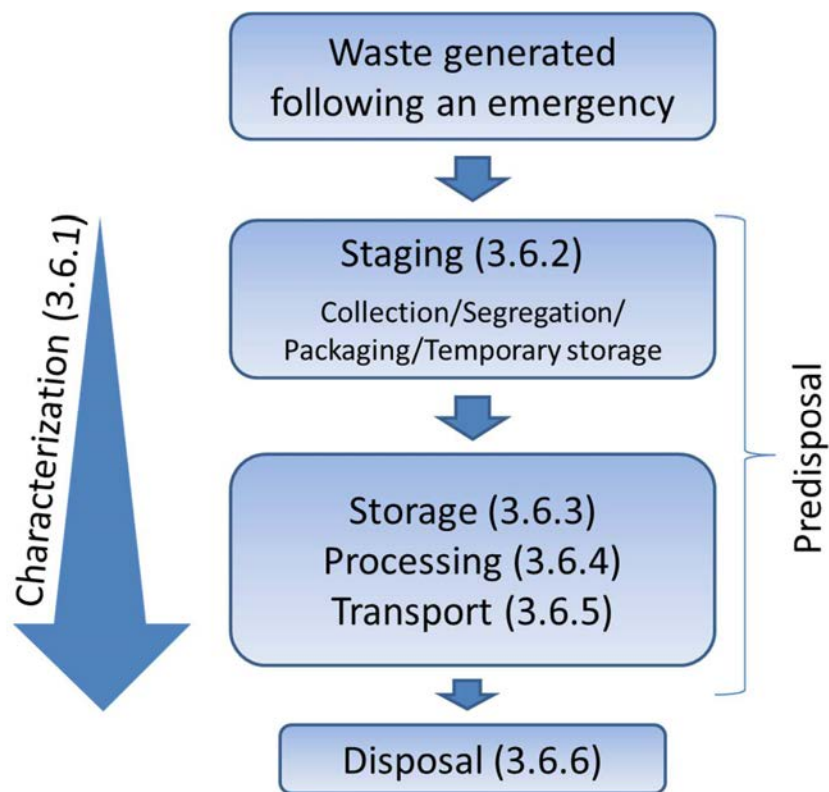 Waste generated
following an emergency
Characterization (3.6.1)
Staging (3.6.2)
Collection/Segregation/
Packaging/Temporary storage
Predisposal
Storage (3.6.3)
Processing (3.6.4)
Transport (3.6.5)
Disposal (3.6.6)